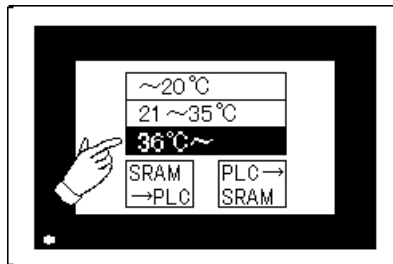 ～20℃
21～35℃
36℃～
SRAM
→PLC
PLC→
SRAM